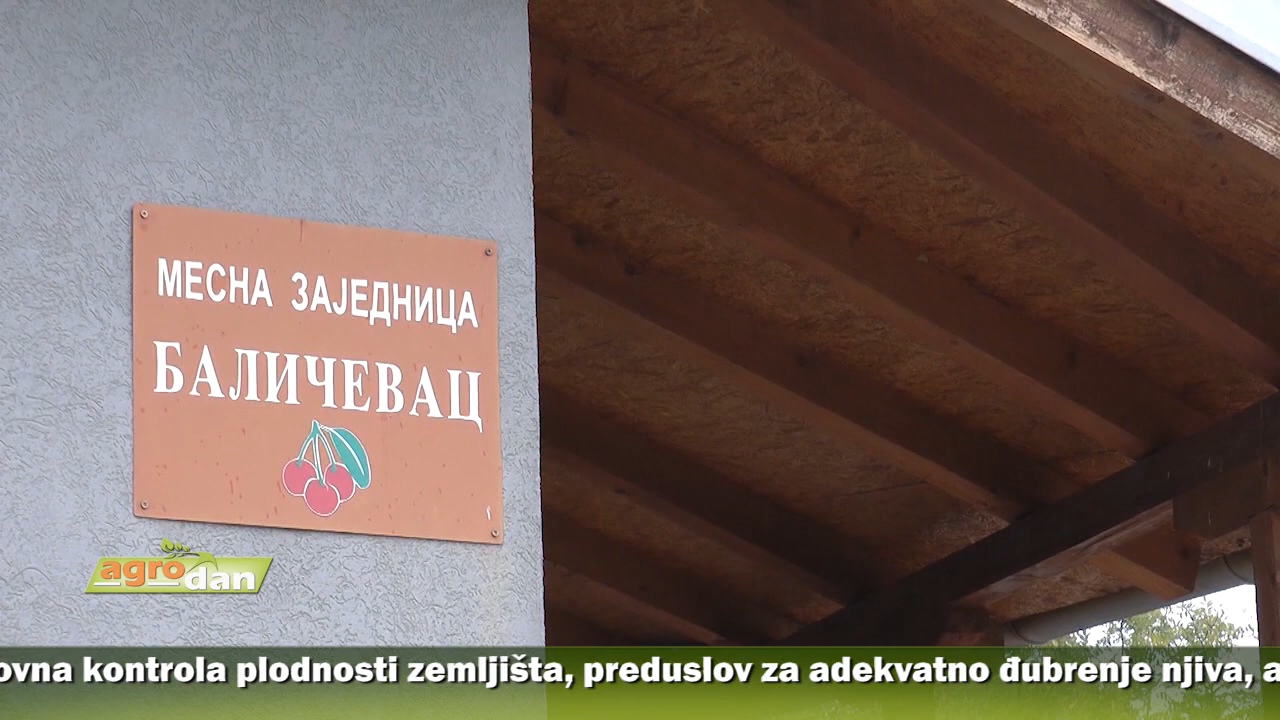 МЕСНА ЗАЈЕДНИЦА
БАЛИЧЕВАЦ
agro
dan
kontrola plodnosti zemljišta, preduslov za adekvatno đubrenje njiva,